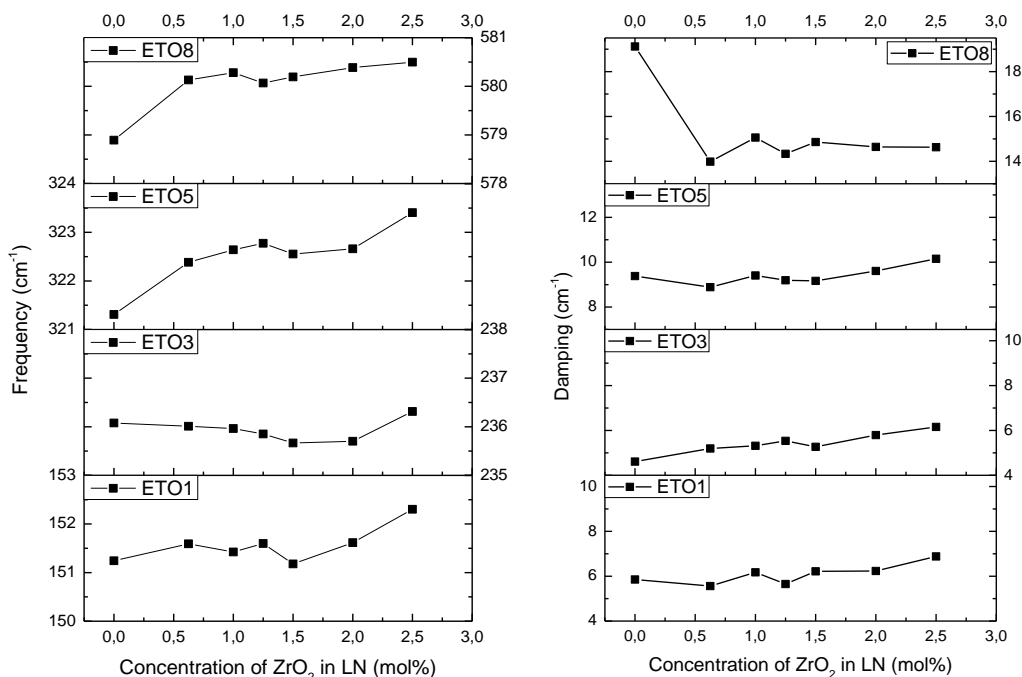 0,0 0,5 1,0 1,5 2,0 2,5 3,0
ETO8
581
580
579
578
324
ETO5
323
322
321
238
ETO3
237
236
235
153
ETO1
152
151
150
0,0 0,5 1,0 1,5 2,0 2,5 3,0
Frequency (cm⁻¹)
Concentration of ZrO₂ in LN (mol%)
0,0 0,5 1,0 1,5 2,0 2,5 3,0
ETO8
18
16
14
ETO5
12
10
8
ETO3
10
8
6
4
ETO1
10
8
6
4
0,0 0,5 1,0 1,5 2,0 2,5 3,0
Damping (cm⁻¹)
Concentration of ZrO₂ in LN (mol%)